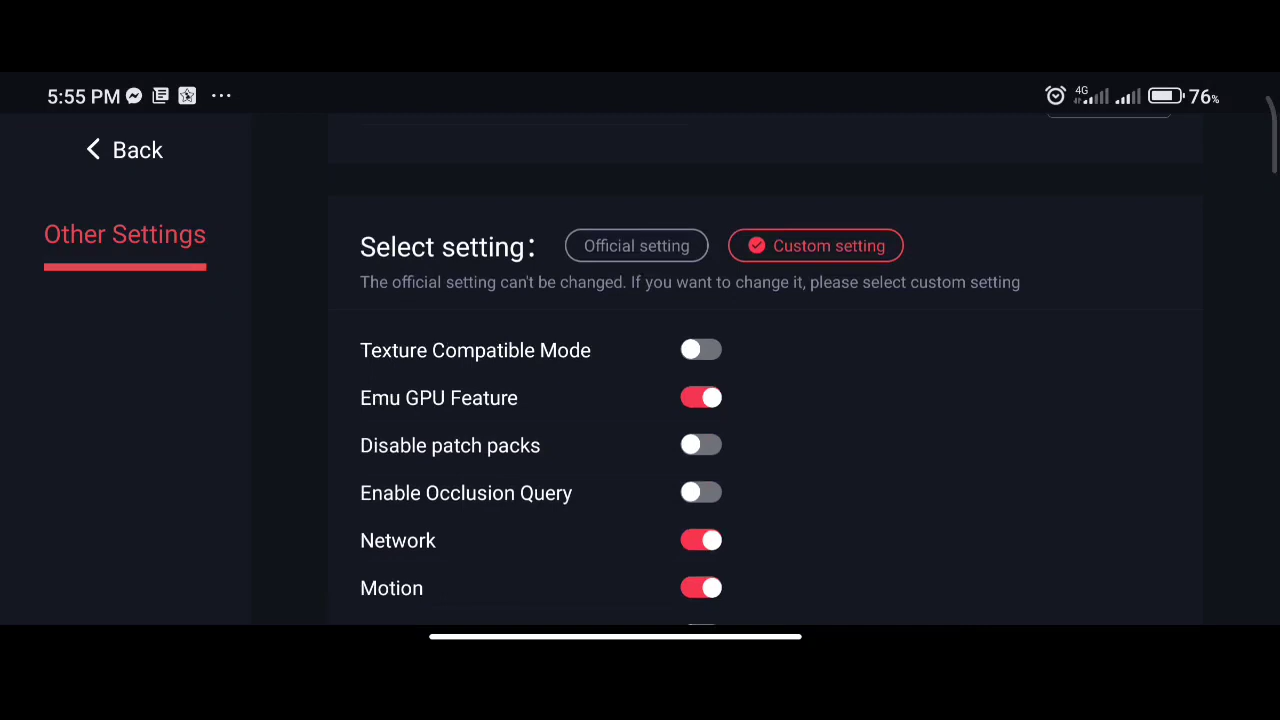 5:55 PM ...
4G
76%
Back
Other Settings
Select setting:
Official setting
Custom setting
The official setting can't be changed. If you want to change it, please select custom setting
Texture Compatible Mode
Emu GPU Feature
Disable patch packs
Enable Occlusion Query
Network
Motion